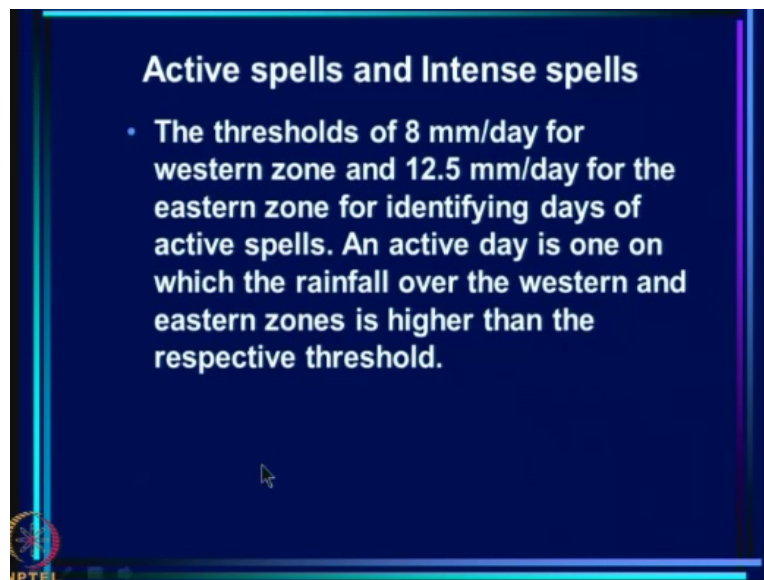 Active spells and Intense spells
• The thresholds of 8 mm/day for
western zone and 12.5 mm/day for the
eastern zone for identifying days of
active spells. An active day is one on
which the rainfall over the western and
eastern zones is higher than the
respective threshold.
NPTEL